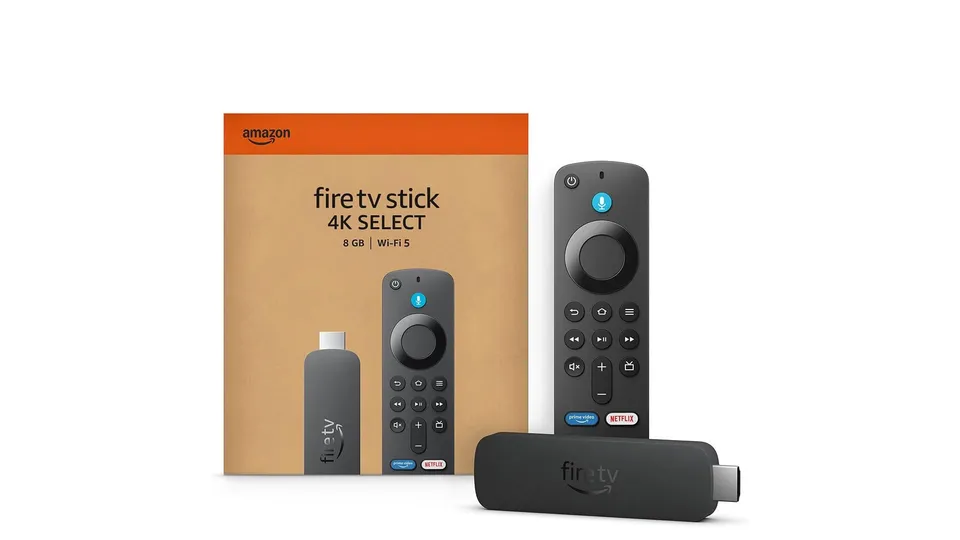 amazon
fire tv stick
4K SELECT
8 GB | Wi-Fi 5
fire tv
prime video
NETFLIX
prime video
NETFLIX
fire tv